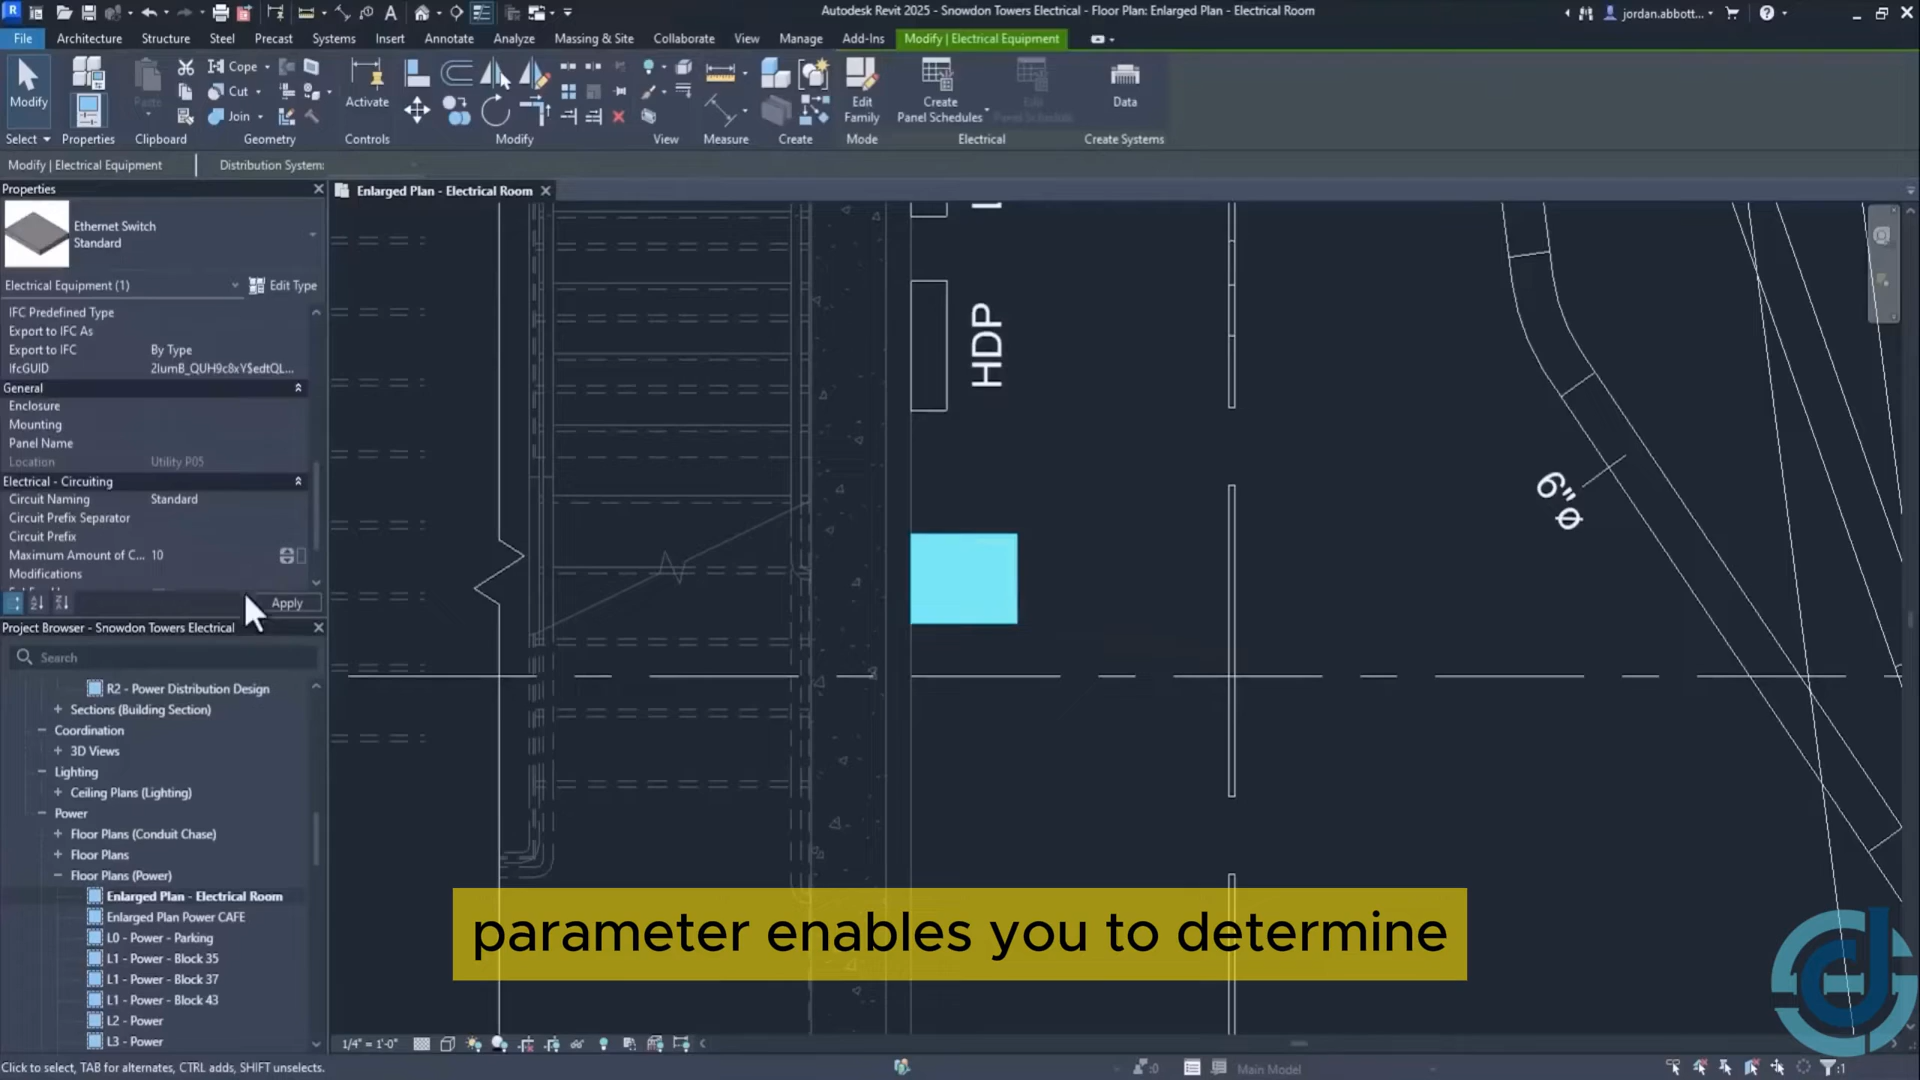 Autodesk Revit 2025 - Snowdon Towers Electrical - Floor Plan: Enlarged Plan - Electrical Room
jordan.abbott...
File Architecture Structure Steel Precast Systems Insert Annotate Analyze Massing & Site Collaborate View Manage Add-Ins Modify | Electrical Equipment
Modify
Select
Properties
Paste
Clipboard
Cope
Cut
Join
Geometry
Activate
Controls
Modify
View
Measure
Create
Edit
Family
Mode
Create
Panel Schedules
Electrical
Data
Create Systems
Modify | Electrical Equipment
Distribution System:
Properties
Ethernet Switch
Standard
Electrical Equipment (1)
Edit Type
IFC Predefined Type
Export to IFC As
Export to IFC By Type
IfcGUID 2IumB_QUH9c8xY$edtQL...
General
Enclosure
Mounting
Panel Name
Location Utility P05
Electrical - Circuiting
Circuit Naming Standard
Circuit Prefix Separator
Circuit Prefix
Maximum Amount of C... 10
Modifications
Apply
Project Browser - Snowdon Towers Electrical
Search
R2 - Power Distribution Design
Sections (Building Section)
Coordination
3D Views
Lighting
Ceiling Plans (Lighting)
Power
Floor Plans (Conduit Chase)
Floor Plans
Floor Plans (Power)
Enlarged Plan - Electrical Room
Enlarged Plan Power CAFE
L0 - Power - Parking
L1 - Power - Block 35
L1 - Power - Block 37
L1 - Power - Block 43
L2 - Power
L3 - Power
Enlarged Plan - Electrical Room
HDP
6"ϕ
parameter enables you to determine
1/4" = 1'-0"
Click to select, TAB for alternates, CTRL adds, SHIFT unselects.
:0
Main Model
:1